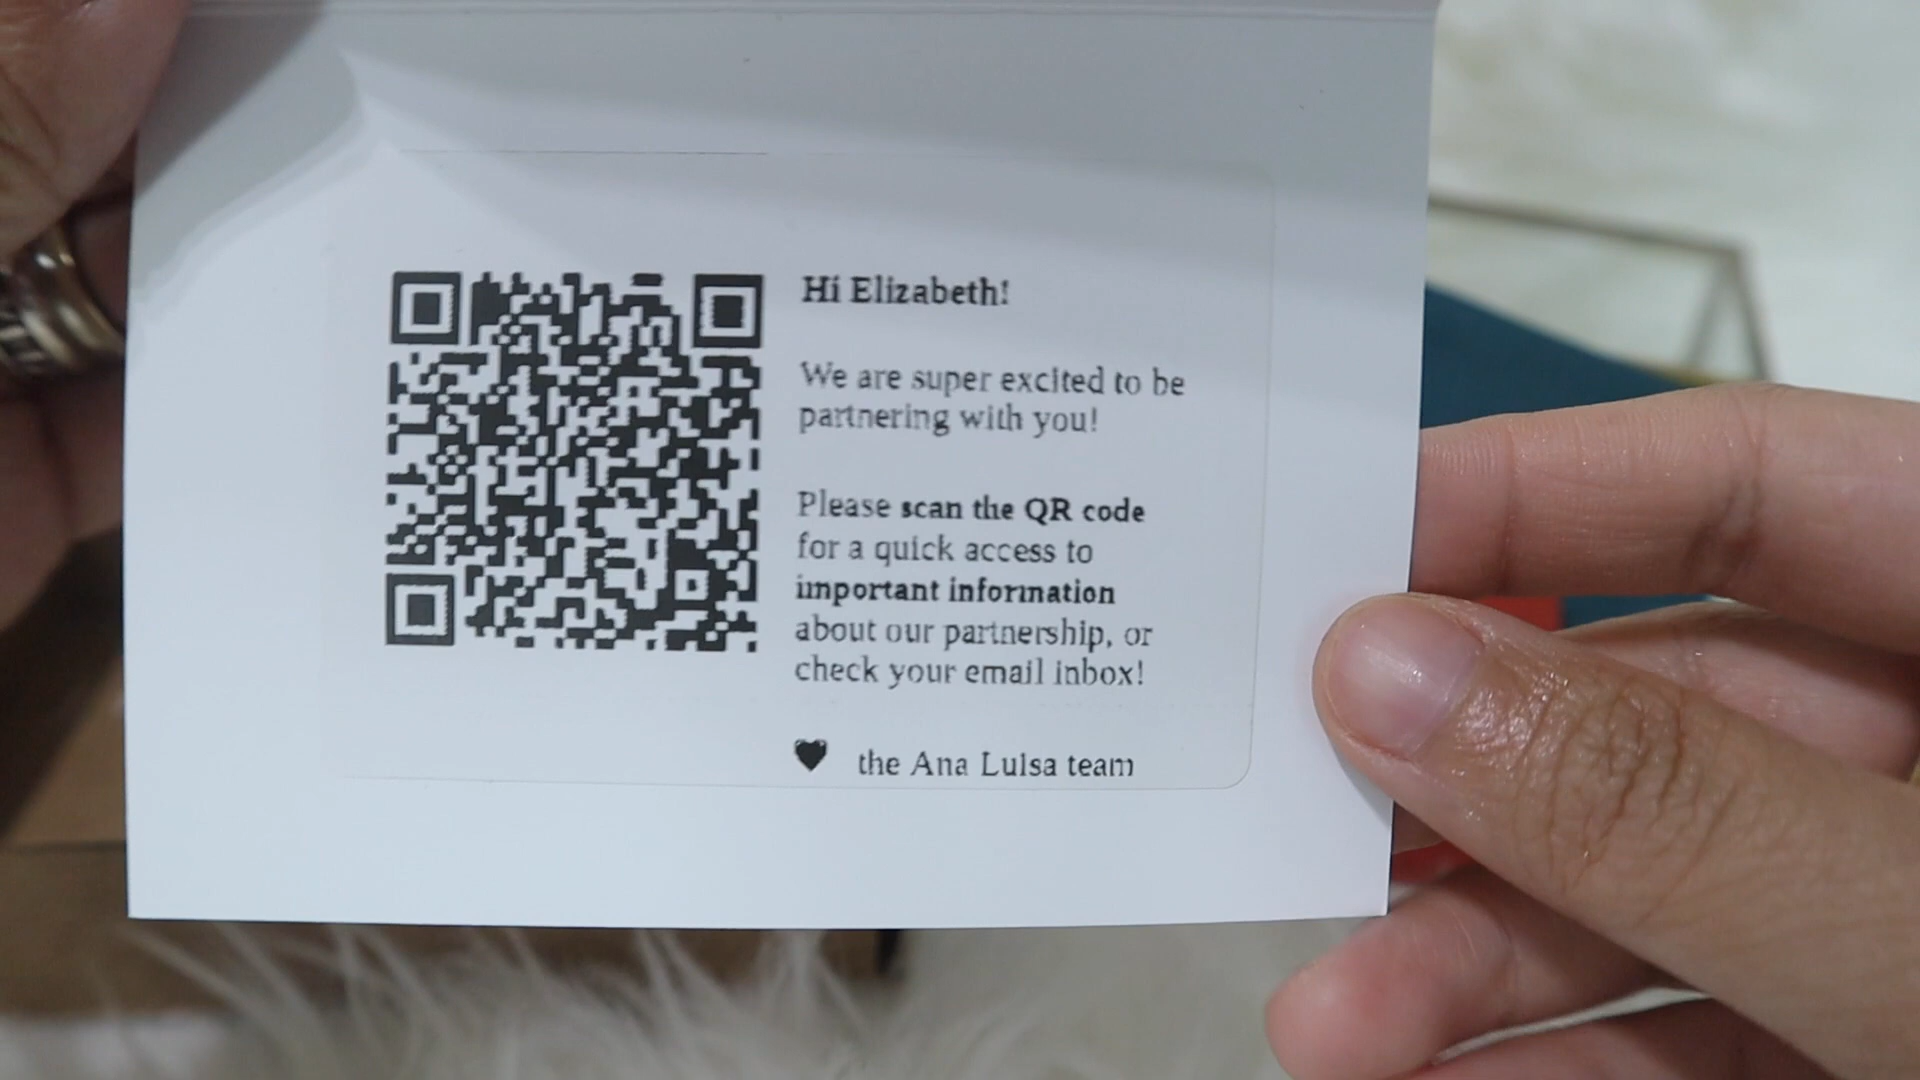 Hi Elizabeth!
We are super excited to be
partnering with you!
Please scan the QR code
for a quick access to
important information
about our partnership, or
check your email inbox!
the Ana Luisa team